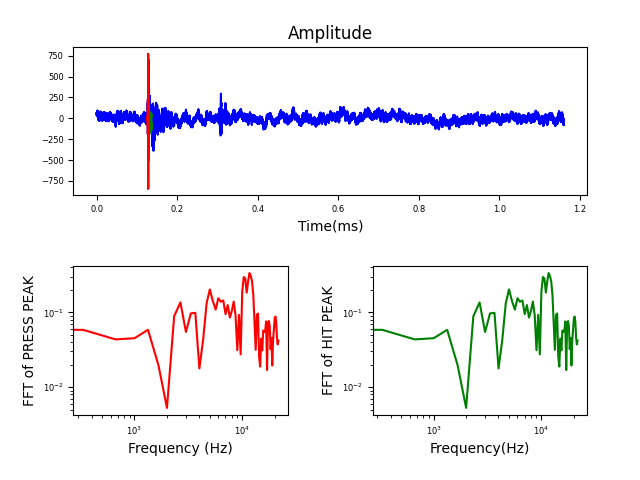 Amplitude
750
500
250
0
−250
−500
−750
0.0 0.2 0.4 0.6 0.8 1.0 1.2
Time(ms)
FFT of PRESS PEAK
10⁻¹
10⁻²
10³ 10⁴
Frequency (Hz)
FFT of HIT PEAK
10⁻¹
10⁻²
10³ 10⁴
Frequency(Hz)